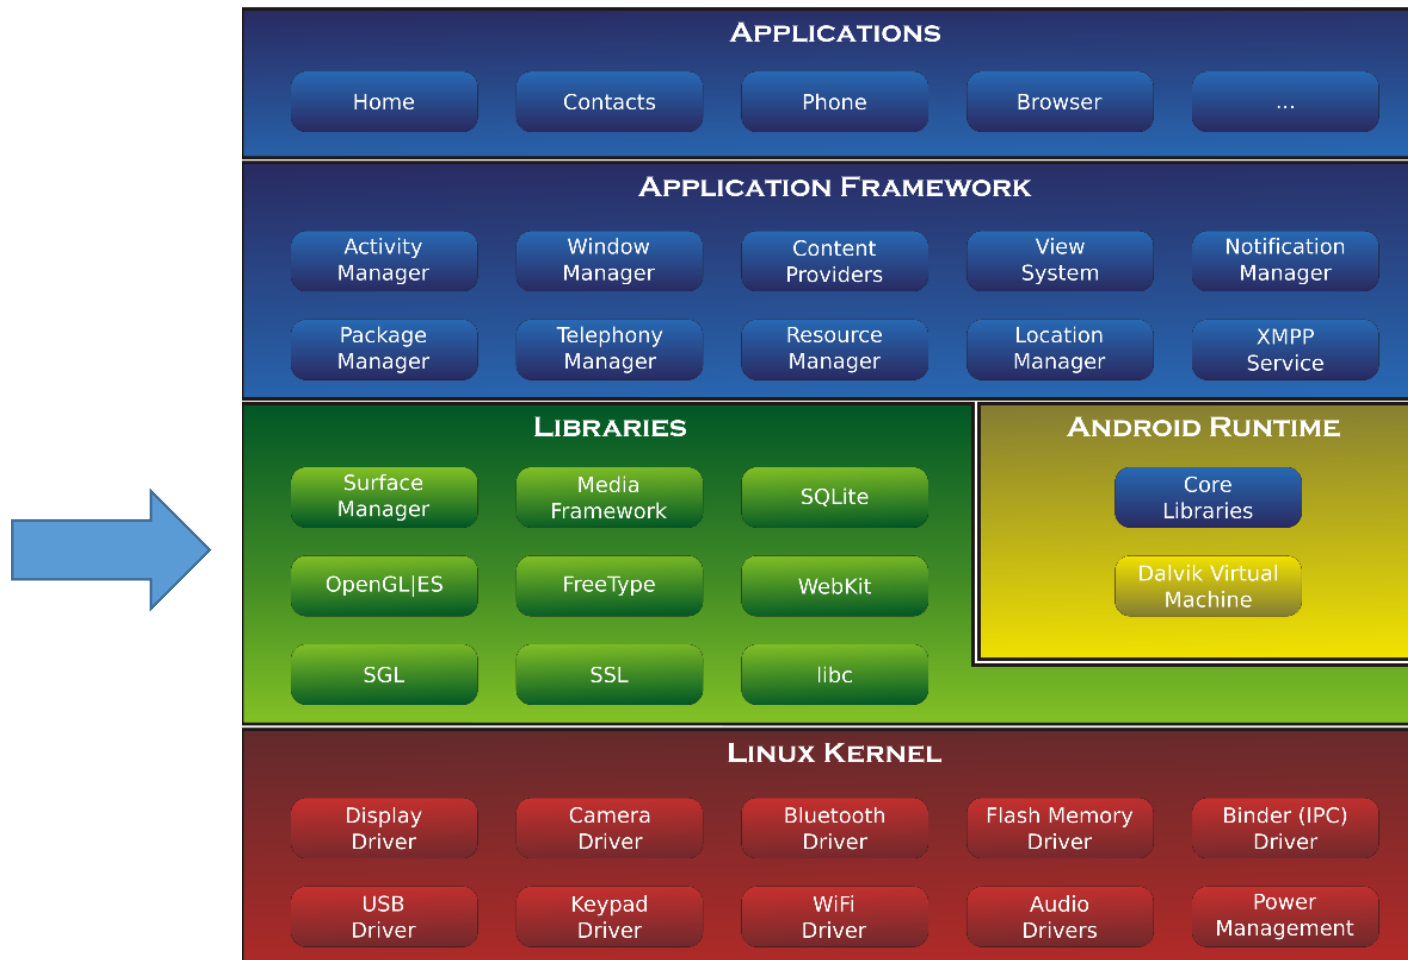 APPLICATIONS
Home
Contacts
Phone
Browser
...
APPLICATION FRAMEWORK
Activity
Manager
Window
Manager
Content
Providers
View
System
Notification
Manager
Package
Manager
Telephony
Manager
Resource
Manager
Location
Manager
XMPP
Service
LIBRARIES
Surface
Manager
Media
Framework
SQLite
OpenGL|ES
FreeType
WebKit
SGL
SSL
libc
ANDROID RUNTIME
Core
Libraries
Dalvik Virtual
Machine
LINUX KERNEL
Display
Driver
Camera
Driver
Bluetooth
Driver
Flash Memory
Driver
Binder (IPC)
Driver
USB
Driver
Keypad
Driver
WiFi
Driver
Audio
Drivers
Power
Management